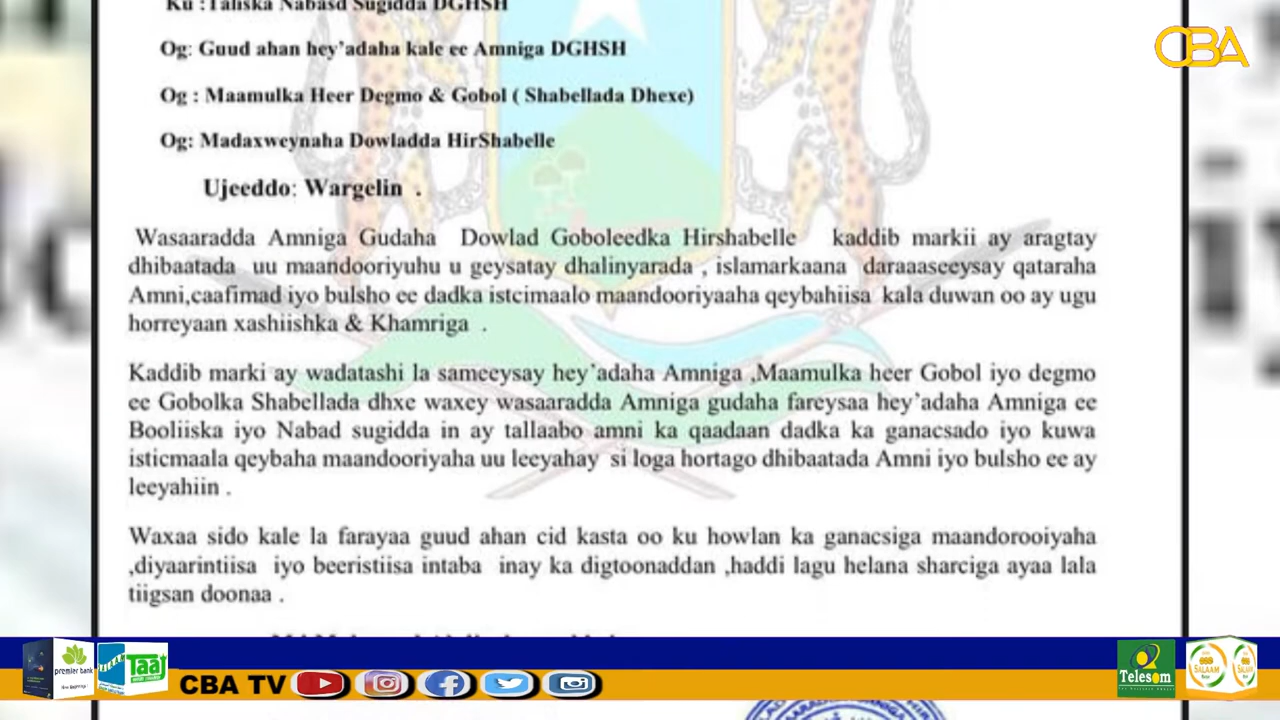 Ku :Taliska Nabasd Sugidda DGHSH
CBA
Og: Guud ahan hey'adaha kale ee Amniga DGHSH
Og : Maamulka Heer Degmo & Gobol ( Shabellada Dhexe)
Og: Madaxweynaha Dowladda HirShabelle
Ujeeddo: Wargelin .
Wasaaradda Amniga Gudaha Dowlad Goboleedka Hirshabelle kaddib markii ay aragtay
dhibaatada uu maandooriyuhu u geysatay dhalinyarada , islamarkaana daraaaseeysay qataraha
Amni,caafimad iyo bulsho ee dadka istcimaalo maandooriyaaha qeybahiisa kala duwan oo ay ugu
horreyaan xashiishka & Khamriga .
Kaddib marki ay wadatashi la sameeysay hey'adaha Amniga ,Maamulka heer Gobol iyo degmo
ee Gobolka Shabellada dhxe waxey wasaaradda Amniga gudaha fareysaa hey'adaha Amniga ee
Booliiska iyo Nabad sugidda in ay tallaabo amni ka qaadaan dadka ka ganacsado iyo kuwa
isticmaala qeybaha maandooriyaha uu leeyahay si loga hortago dhibaatada Amni iyo bulsho ee ay
leeyahiin .
Waxaa sido kale la farayaa guud ahan cid kasta oo ku howlan ka ganacsiga maandorooiyaha
,diyaarintiisa iyo beeristiisa intaba inay ka digtoonaddan ,haddi lagu helana sharciga ayaa lala
tiigsan doonaa .
premier bank
Taaj
CBA TV
Telesom
SALAAM